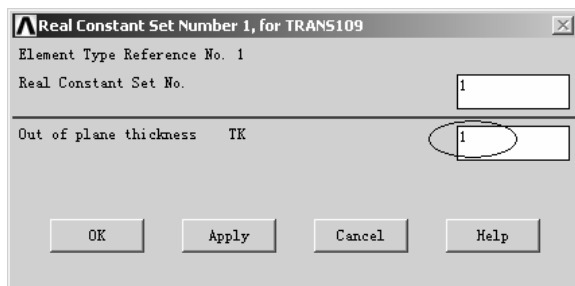 Real Constant Set Number 1, for TRANS109
Element Type Reference No. 1
Real Constant Set No. 1
Out of plane thickness TK 1
OK Apply Cancel Help